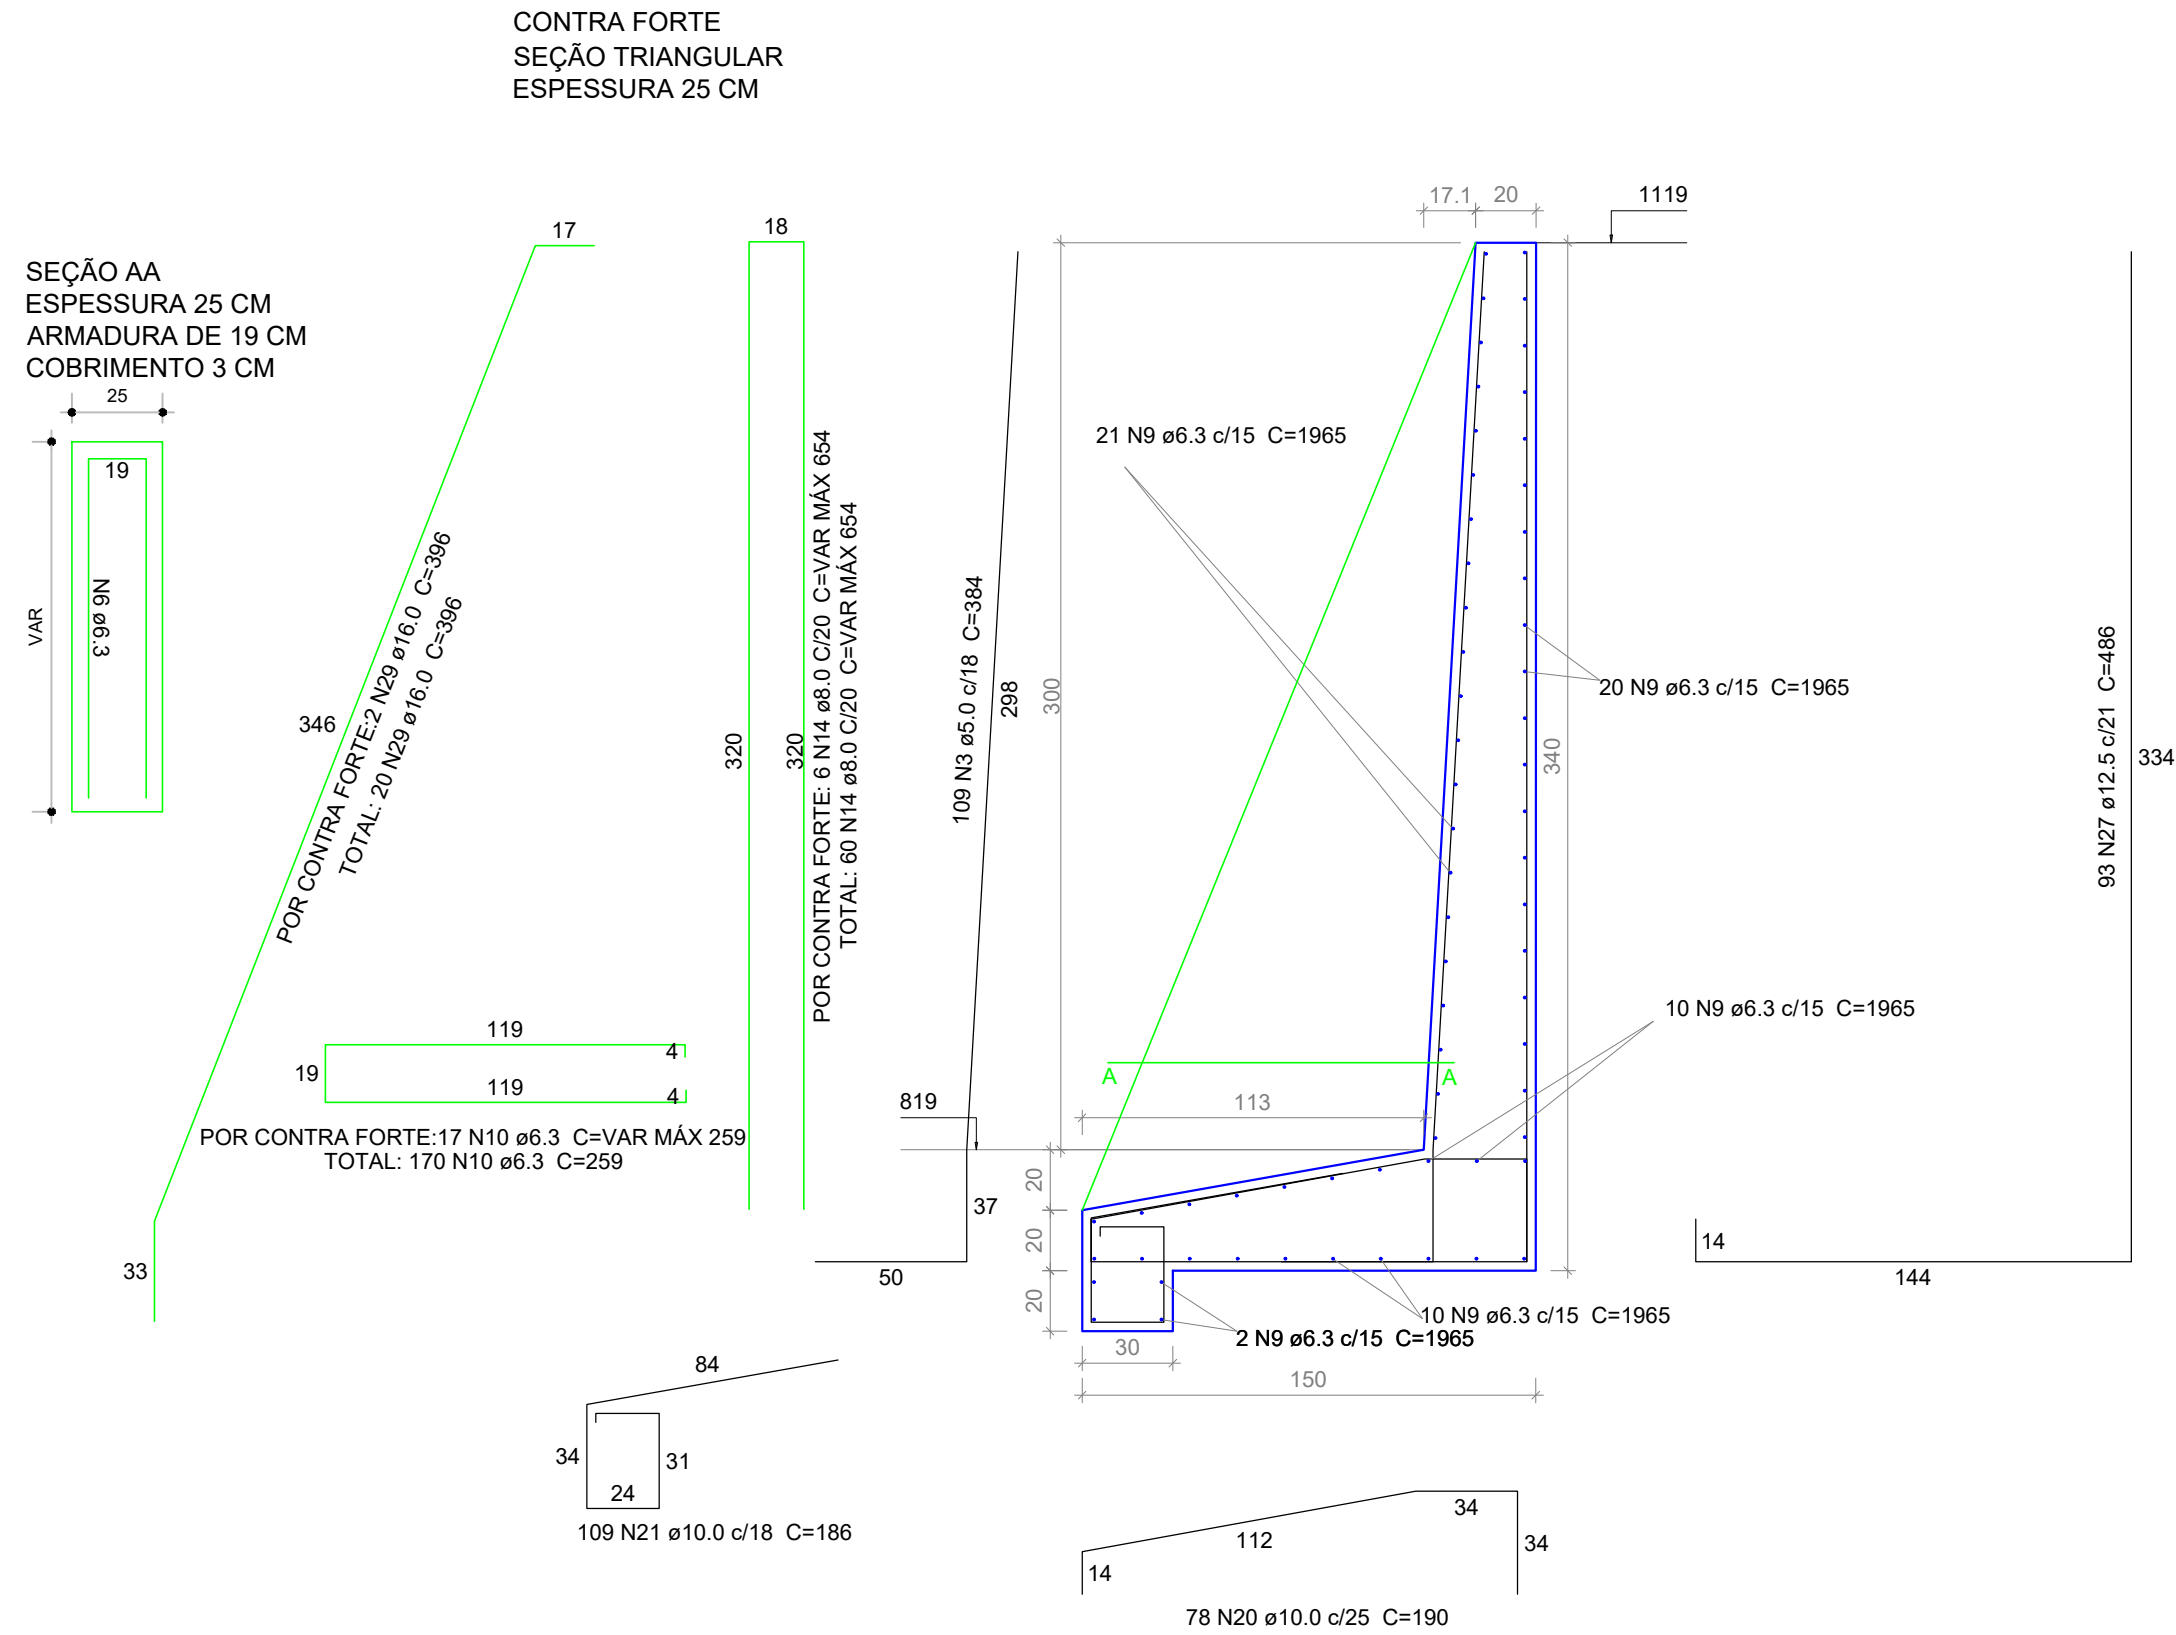 CONTRA FORTE
SEÇÃO TRIANGULAR
ESPESSURA 25 CM
17.1
20
1119
17
18
SEÇÃO AA
ESPESSURA 25 CM
ARMADURA DE 19 CM
COBRIMENTO 3 CM
25
19
VAR
N6 ø6.3
346
POR CONTRA FORTE:2 N29 ø16.0  C=396
TOTAL: 20 N29 ø16.0  C=396
33
320
320
POR CONTRA FORTE: 6 N14 ø8.0 C/20  C=VAR MÁX 654
TOTAL: 60 N14 ø8.0 C/20  C=VAR MÁX 654
109 N3 ø5.0 c/18  C=384
298
300
21 N9 ø6.3 c/15  C=1965
20 N9 ø6.3 c/15  C=1965
340
93 N27 ø12.5 c/21  C=486
334
10 N9 ø6.3 c/15  C=1965
119
4
19
119
4
POR CONTRA FORTE:17 N10 ø6.3  C=VAR MÁX 259
TOTAL: 170 N10 ø6.3  C=259
A
A
819
113
20
37
20
20
50
14
144
10 N9 ø6.3 c/15  C=1965
2 N9 ø6.3 c/15  C=1965
30
150
84
34
31
24
109 N21 ø10.0 c/18  C=186
34
112
34
14
78 N20 ø10.0 c/25  C=190